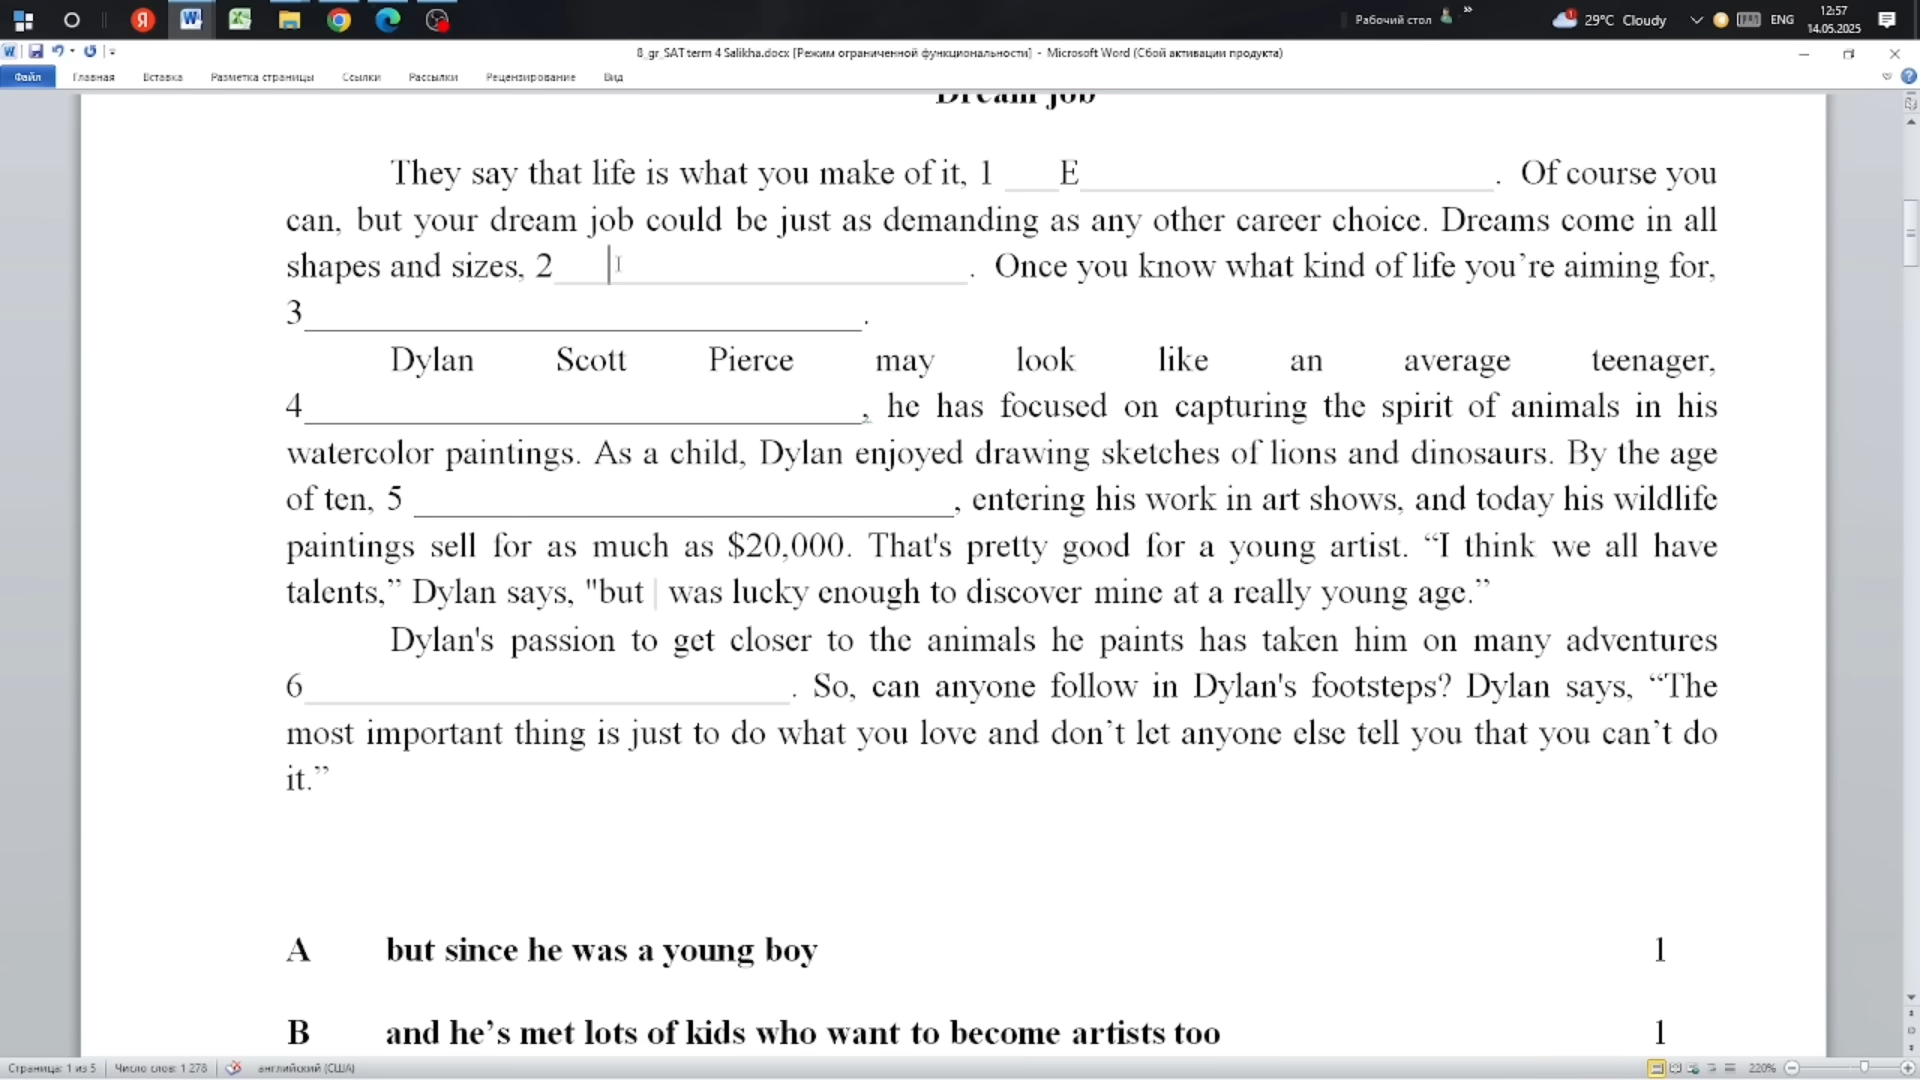 Рабочий стол
»
29°C Cloudy
ENG
12:57
14.05.2025
8_gr_SAT term 4 Salikha.docx [Режим ограниченной функциональности] - Microsoft Word (Сбой активации продукта)
Файл Главная Вставка Разметка страницы Ссылки Рассылки Рецензирование Вид
Dream job
They say that life is what you make of it, 1 ___E_______________________. Of course you
can, but your dream job could be just as demanding as any other career choice. Dreams come in all
shapes and sizes, 2__________________________. Once you know what kind of life you’re aiming for,
3________________________________.
Dylan Scott Pierce may look like an average teenager,
4________________________________, he has focused on capturing the spirit of animals in his
watercolor paintings. As a child, Dylan enjoyed drawing sketches of lions and dinosaurs. By the age
of ten, 5 _______________________________, entering his work in art shows, and today his wildlife
paintings sell for as much as $20,000. That's pretty good for a young artist. “I think we all have
talents,” Dylan says, "but | was lucky enough to discover mine at a really young age.”
Dylan's passion to get closer to the animals he paints has taken him on many adventures
6____________________________. So, can anyone follow in Dylan's footsteps? Dylan says, “The
most important thing is just to do what you love and don’t let anyone else tell you that you can’t do
it.”
A but since he was a young boy 1
B and he’s met lots of kids who want to become artists too 1
Страница: 1 из 5 Число слов: 1 278 английский (США) 220%